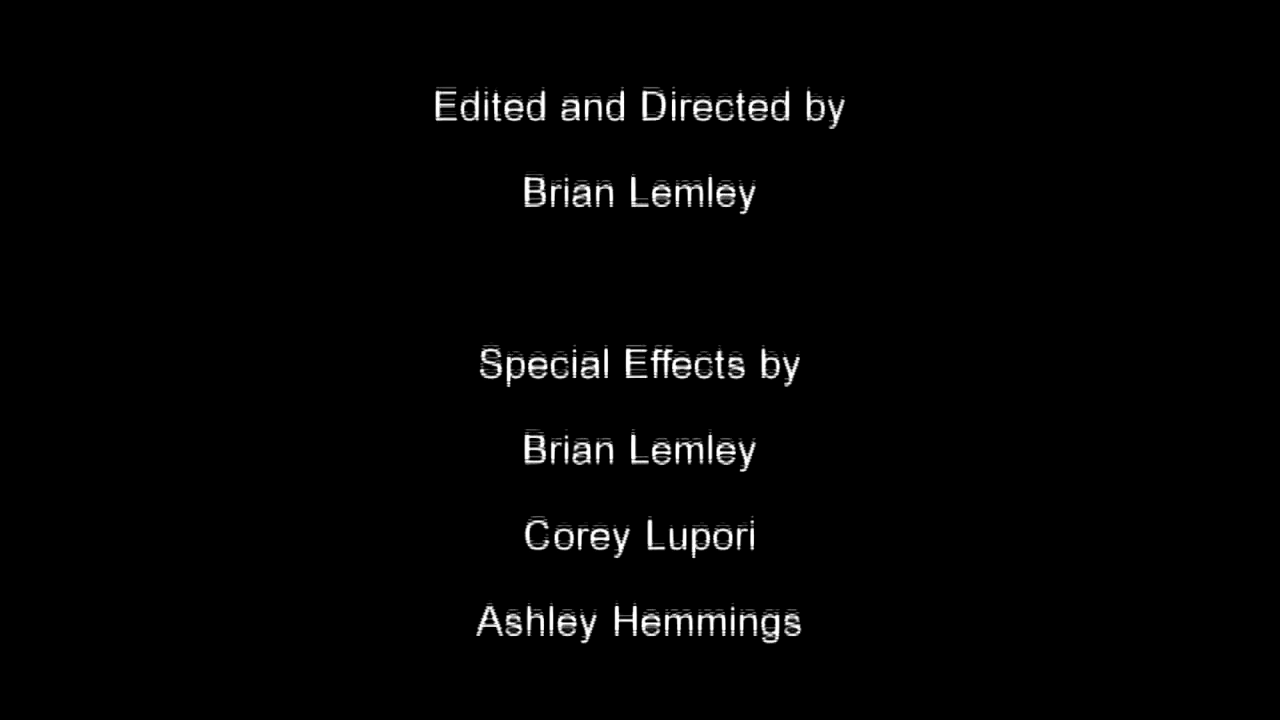 Edited and Directed by
Brian Lemley
Special Effects by
Brian Lemley
Corey Lupori
Ashley Hemmings